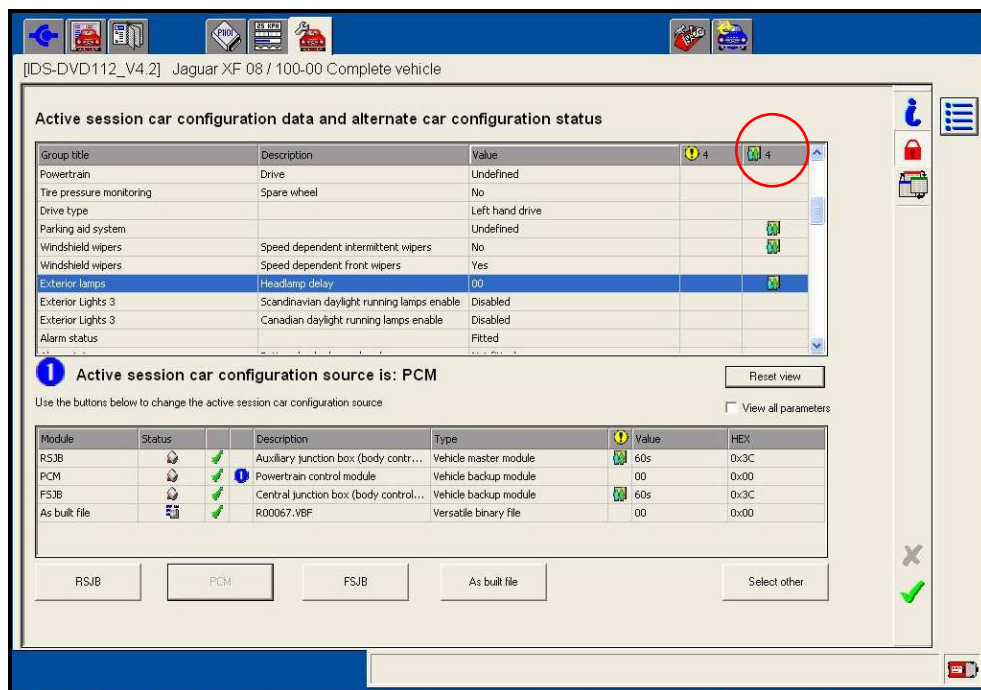 PILOT
45 KPH
[IDS-DVD112_V4.2] Jaguar XF 08 / 100-00 Complete vehicle
Active session car configuration data and alternate car configuration status
Group title Description Value 4 4
Powertrain Drive Undefined
Tire pressure monitoring Spare wheel No
Drive type Left hand drive
Parking aid system Undefined
Windshield wipers Speed dependent intermittent wipers No
Windshield wipers Speed dependent front wipers Yes
Exterior lamps Headlamp delay 00
Exterior Lights 3 Scandinavian daylight running lamps enable Disabled
Exterior Lights 3 Canadian daylight running lamps enable Disabled
Alarm status Fitted
1 Active session car configuration source is: PCM
Reset view
Use the buttons below to change the active session car configuration source
View all parameters
Module Status Description Type Value HEX
RSJB Auxiliary junction box (body contr... Vehicle master module 60s 0x3C
PCM 1 Powertrain control module Vehicle backup module 00 0x00
FSJB Central junction box (body control... Vehicle backup module 60s 0x3C
As built file R00067.VBF Versatile binary file 00 0x00
RSJB PCM FSJB As built file Select other